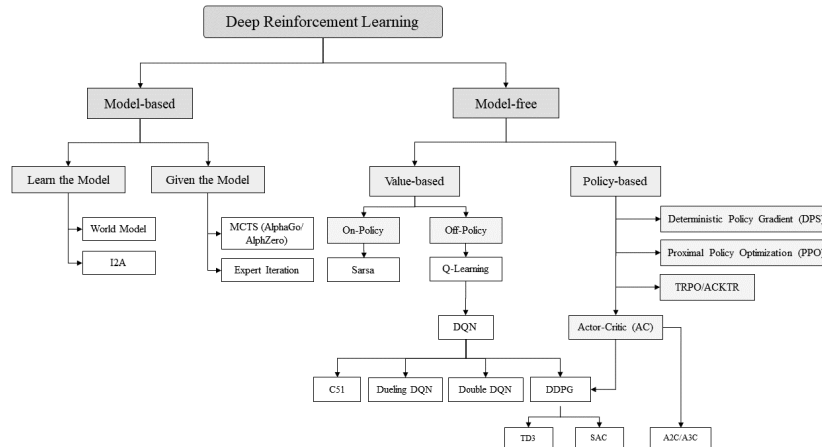 Deep Reinforcement Learning
Model-based
Model-free
Learn the Model
Given the Model
Value-based
Policy-based
World Model
I2A
MCTS (AlphaGo/
AlphZero)
Expert Iteration
On-Policy
Off-Policy
Sarsa
Q-Learning
Deterministic Policy Gradient (DPS)
Proximal Policy Optimization (PPO)
TRPO/ACKTR
DQN
Actor-Critic (AC)
C51
Dueling DQN
Double DQN
DDPG
TD3
SAC
A2C/A3C